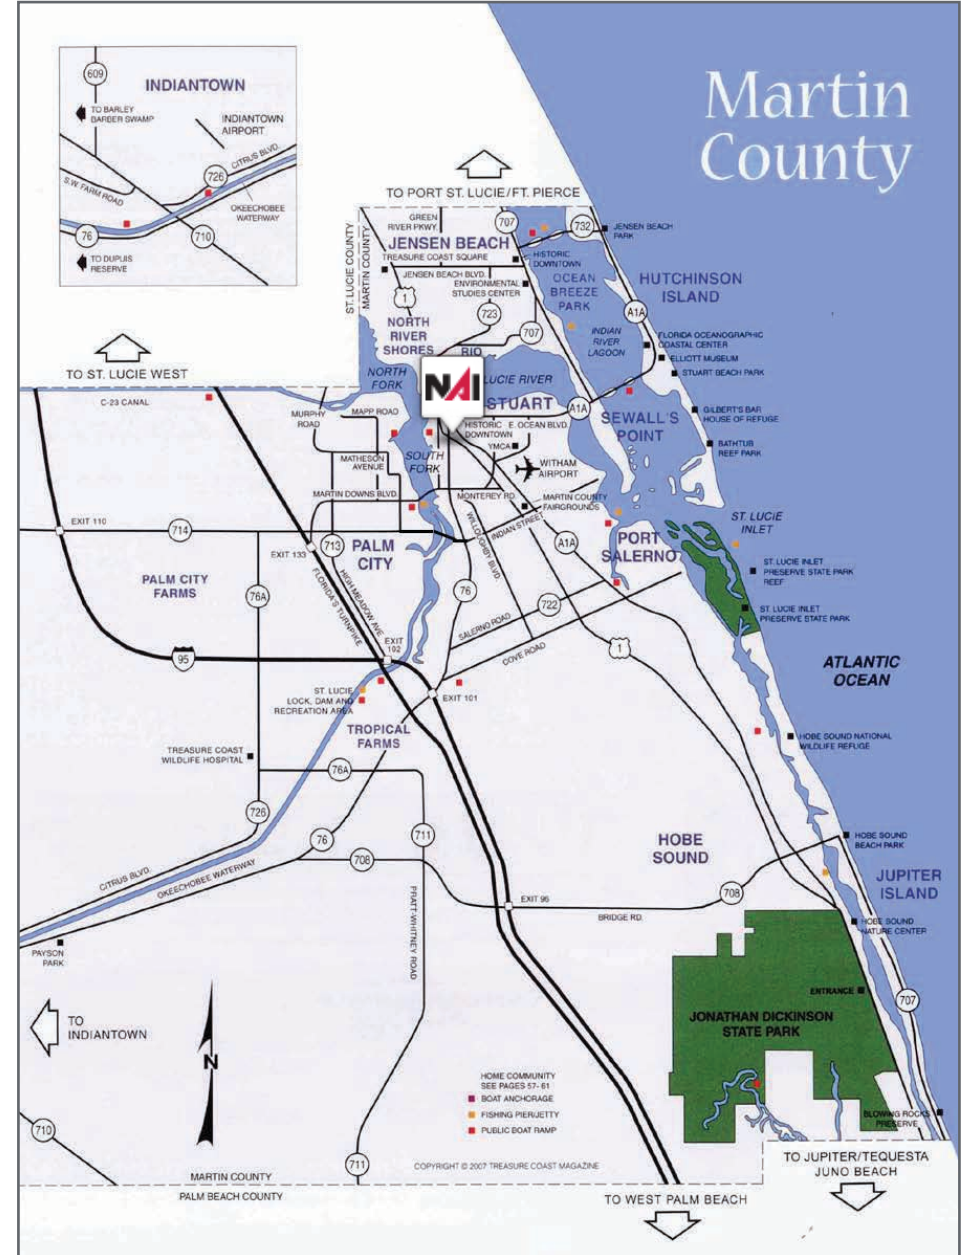 Martin
County
INDIANTOWN
609
TO BARLEY
BARBER SWAMP
INDIANTOWN
AIRPORT
CITRUS BLVD.
726
S.W. FARM ROAD
OKEECHOBEE
WATERWAY
76
710
TO DUPUIS
RESERVE
TO PORT ST. LUCIE/FT. PIERCE
ST. LUCIE COUNTY
MARTIN COUNTY
GREEN
RIVER PKWY.
707
732
JENSEN BEACH
PARK
JENSEN BEACH
TREASURE COAST SQUARE
HISTORIC
DOWNTOWN
JENSEN BEACH BLVD.
ENVIRONMENTAL
STUDIES CENTER
OCEAN
BREEZE
PARK
HUTCHINSON
ISLAND
1
723
707
A1A
NORTH
RIVER
SHORES
RIO
INDIAN
RIVER
LAGOON
FLORIDA OCEANOGRAPHIC
COASTAL CENTER
ELLIOTT MUSEUM
STUART BEACH PARK
TO ST. LUCIE WEST
C-23 CANAL
NORTH
FORK
NAI
LUCIE RIVER
STUART
A1A
SEWALL'S
POINT
GILBERT'S BAR
HOUSE OF REFUGE
BATHTUB
REEF PARK
MURPHY
ROAD
MAPP ROAD
HISTORIC
DOWNTOWN
E. OCEAN BLVD.
YMCA
SOUTH
FORK
MATHESON
AVENUE
WITHAM
AIRPORT
MARTIN DOWNS BLVD.
MONTEREY RD.
MARTIN COUNTY
FAIRGROUNDS
EXIT 110
714
EXIT 133
713
PALM
CITY
WILLOUGHBY BLVD.
INDIAN STREET
A1A
PORT
SALERNO
ST. LUCIE
INLET
ST. LUCIE INLET
PRESERVE STATE PARK
REEF
ST. LUCIE INLET
PRESERVE STATE PARK
PALM CITY
FARMS
76A
FLORIDA'S TURNPIKE
HIGH MEADOW AVE.
76
722
SALERNO ROAD
COVE ROAD
1
95
EXIT
102
EXIT 101
ATLANTIC
OCEAN
ST. LUCIE
LOCK, DAM AND
RECREATION AREA
TROPICAL
FARMS
TREASURE COAST
WILDLIFE HOSPITAL
76A
HOBE SOUND NATIONAL
WILDLIFE REFUGE
726
76
711
708
HOBE
SOUND
HOBE SOUND
BEACH PARK
CITRUS BLVD.
OKEECHOBEE WATERWAY
JUPITER
ISLAND
708
EXIT 96
BRIDGE RD.
PRATT-WHITNEY ROAD
HOBE SOUND
NATURE CENTER
PAYSON
PARK
ENTRANCE
707
TO
INDIANTOWN
JONATHAN DICKINSON
STATE PARK
N
HOME COMMUNITY
SEE PAGES 57- 61
BOAT ANCHORAGE
FISHING PIER/JETTY
PUBLIC BOAT RAMP
BLOWING ROCKS
PRESERVE
710
711
COPYRIGHT © 2007 TREASURE COAST MAGAZINE
MARTIN COUNTY
PALM BEACH COUNTY
TO WEST PALM BEACH
TO JUPITER/TEQUESTA
JUNO BEACH